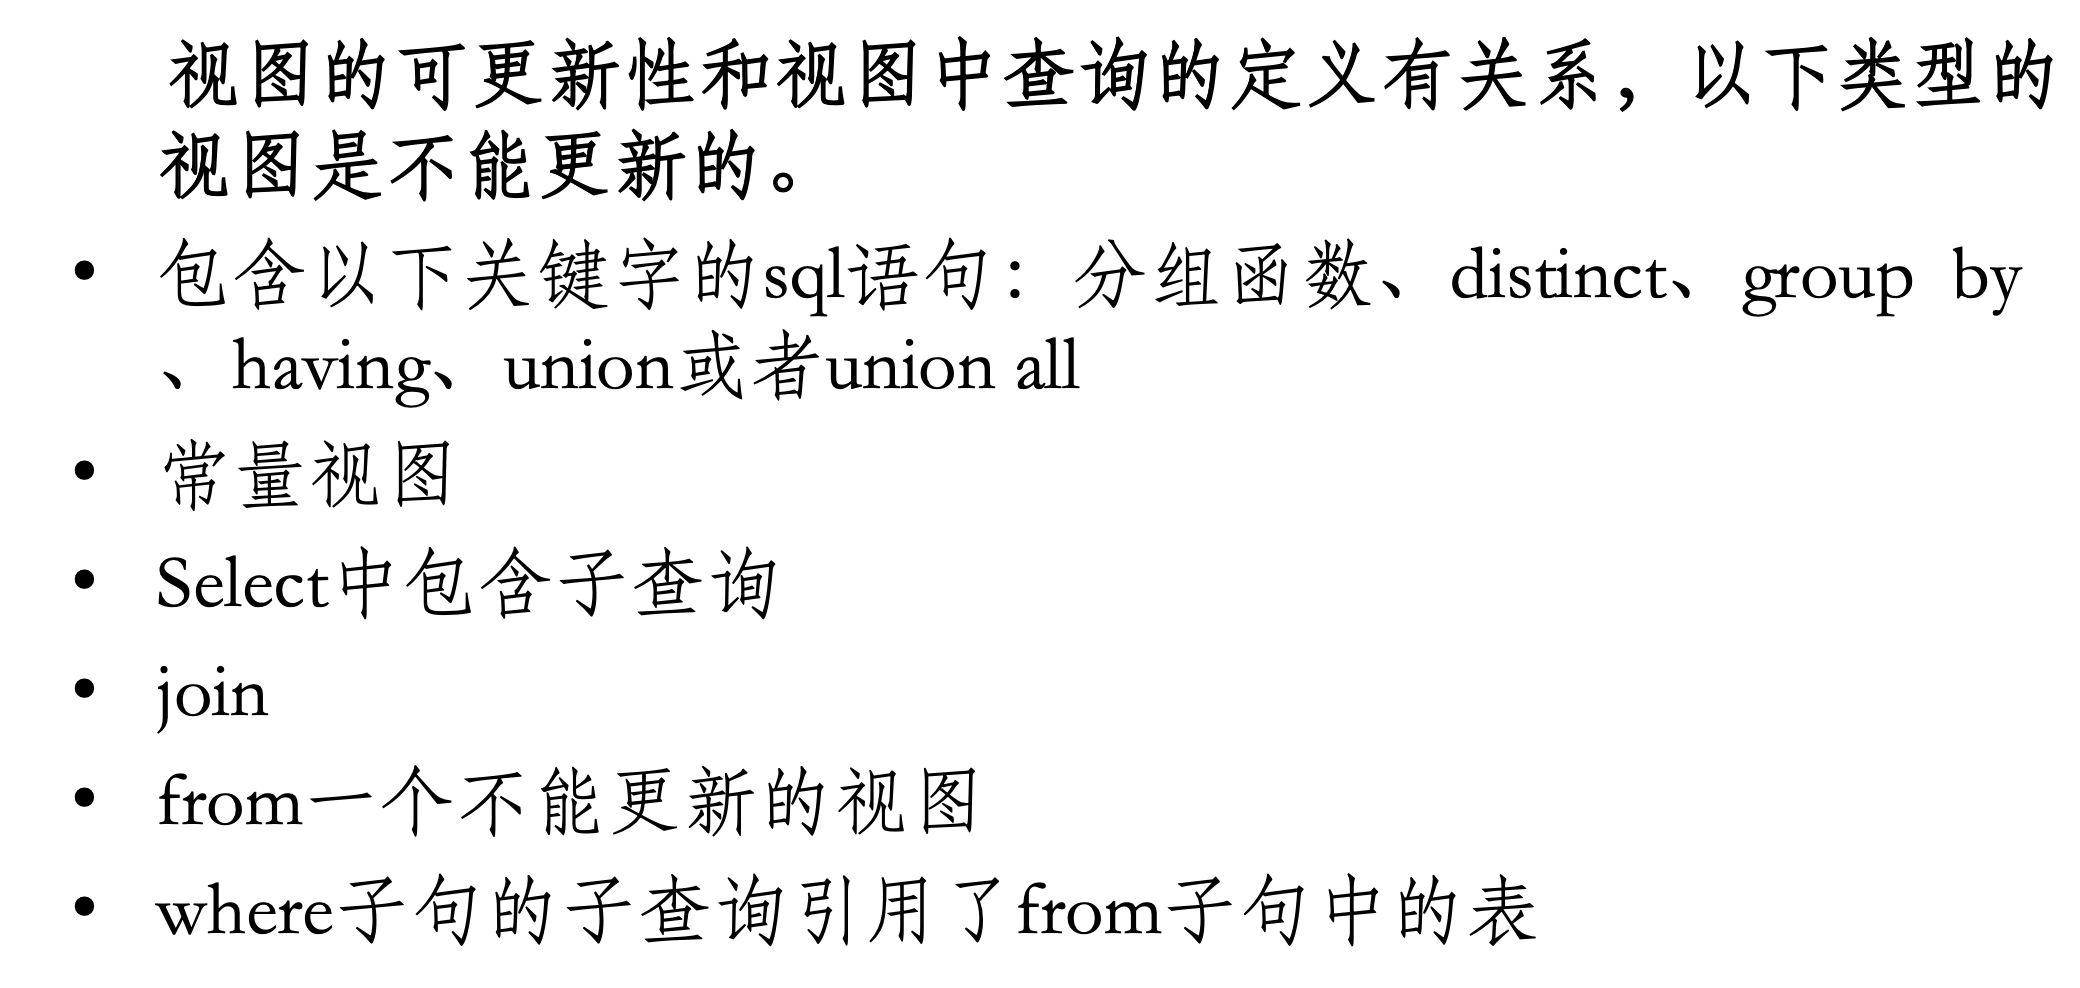 视图的可更新性和视图中查询的定义有关系，以下类型的
视图是不能更新的。
• 包含以下关键字的sql语句：分组函数、distinct、group by
、having、union或者union all
• 常量视图
• Select中包含子查询
• join
• from一个不能更新的视图
• where子句的子查询引用了from子句中的表